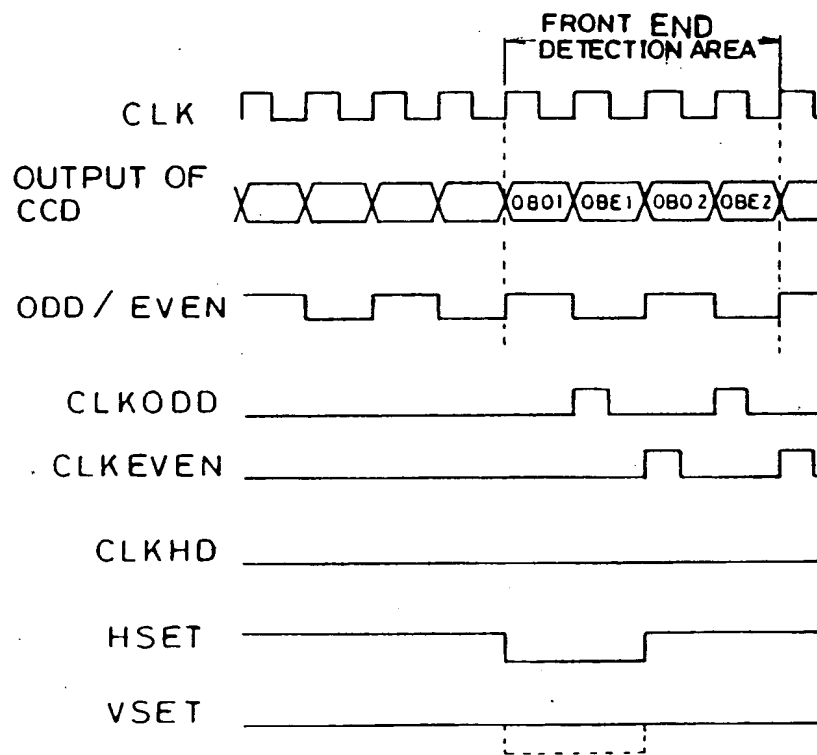 FRONT END
DETECTION AREA
CLK
OUTPUT OF
CCD
OBO1 OBE1 OBO2 OBE2
ODD / EVEN
CLKODD
CLKEVEN
CLKHD
HSET
VSET